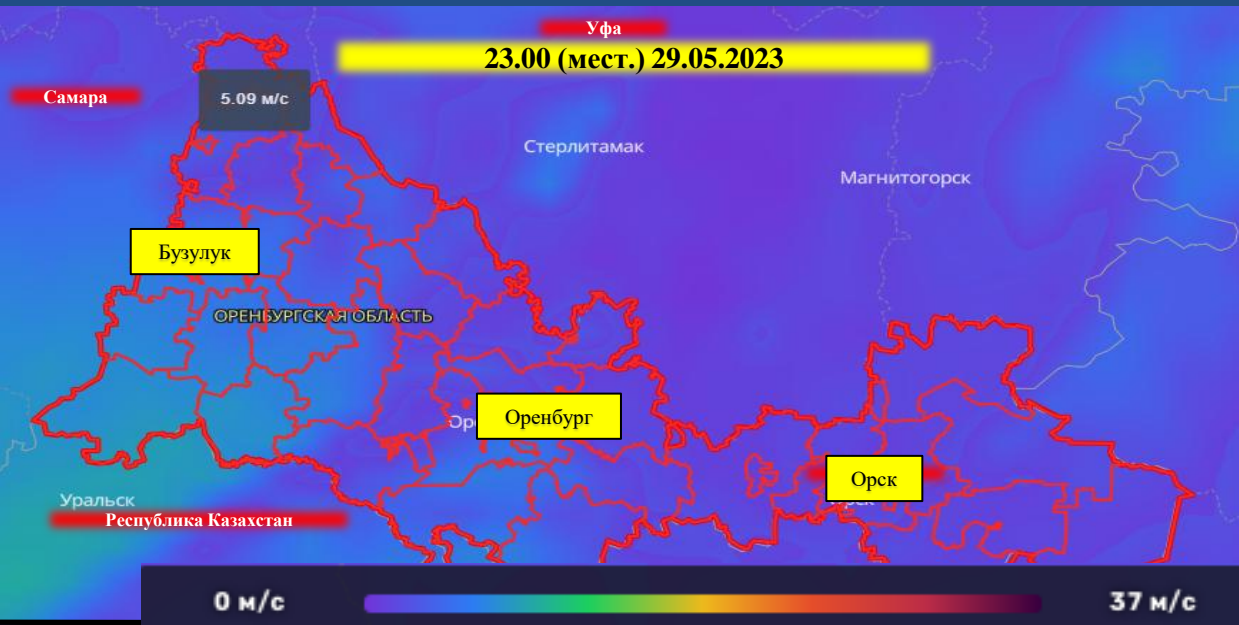 Уфа
23.00 (мест.) 29.05.2023
Самара
5.09 м/с
Стерлитамак
Магнитогорск
Бузулук
ОРЕНБУРГСКАЯ ОБЛАСТЬ
Оренбург
Орск
Уральск
Республика Казахстан
0 м/с
37 м/с